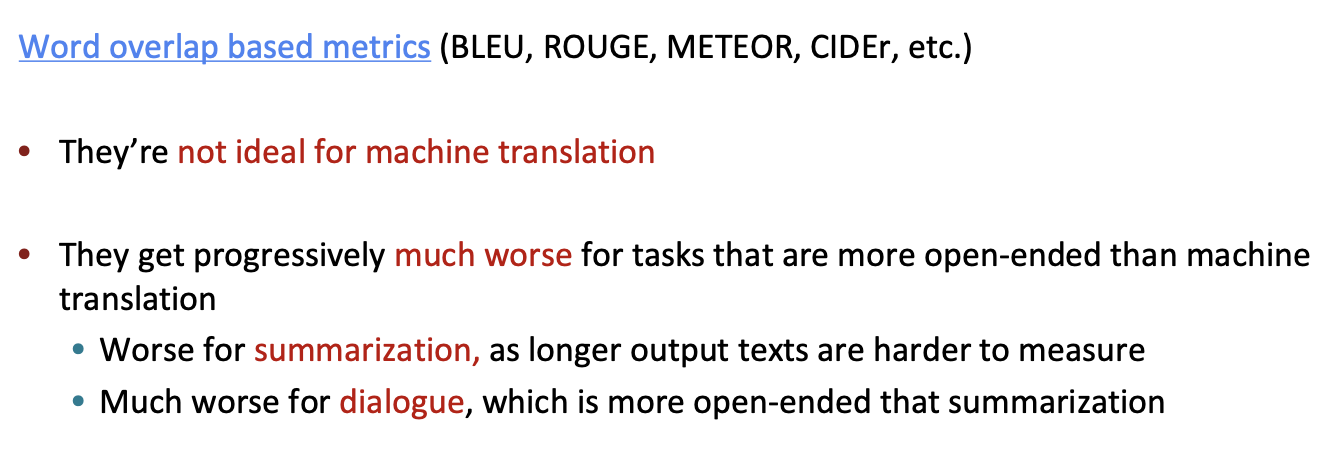 Word overlap based metrics (BLEU, ROUGE, METEOR, CIDEr, etc.)
• They’re not ideal for machine translation
• They get progressively much worse for tasks that are more open-ended than machine
translation
• Worse for summarization, as longer output texts are harder to measure
• Much worse for dialogue, which is more open-ended that summarization